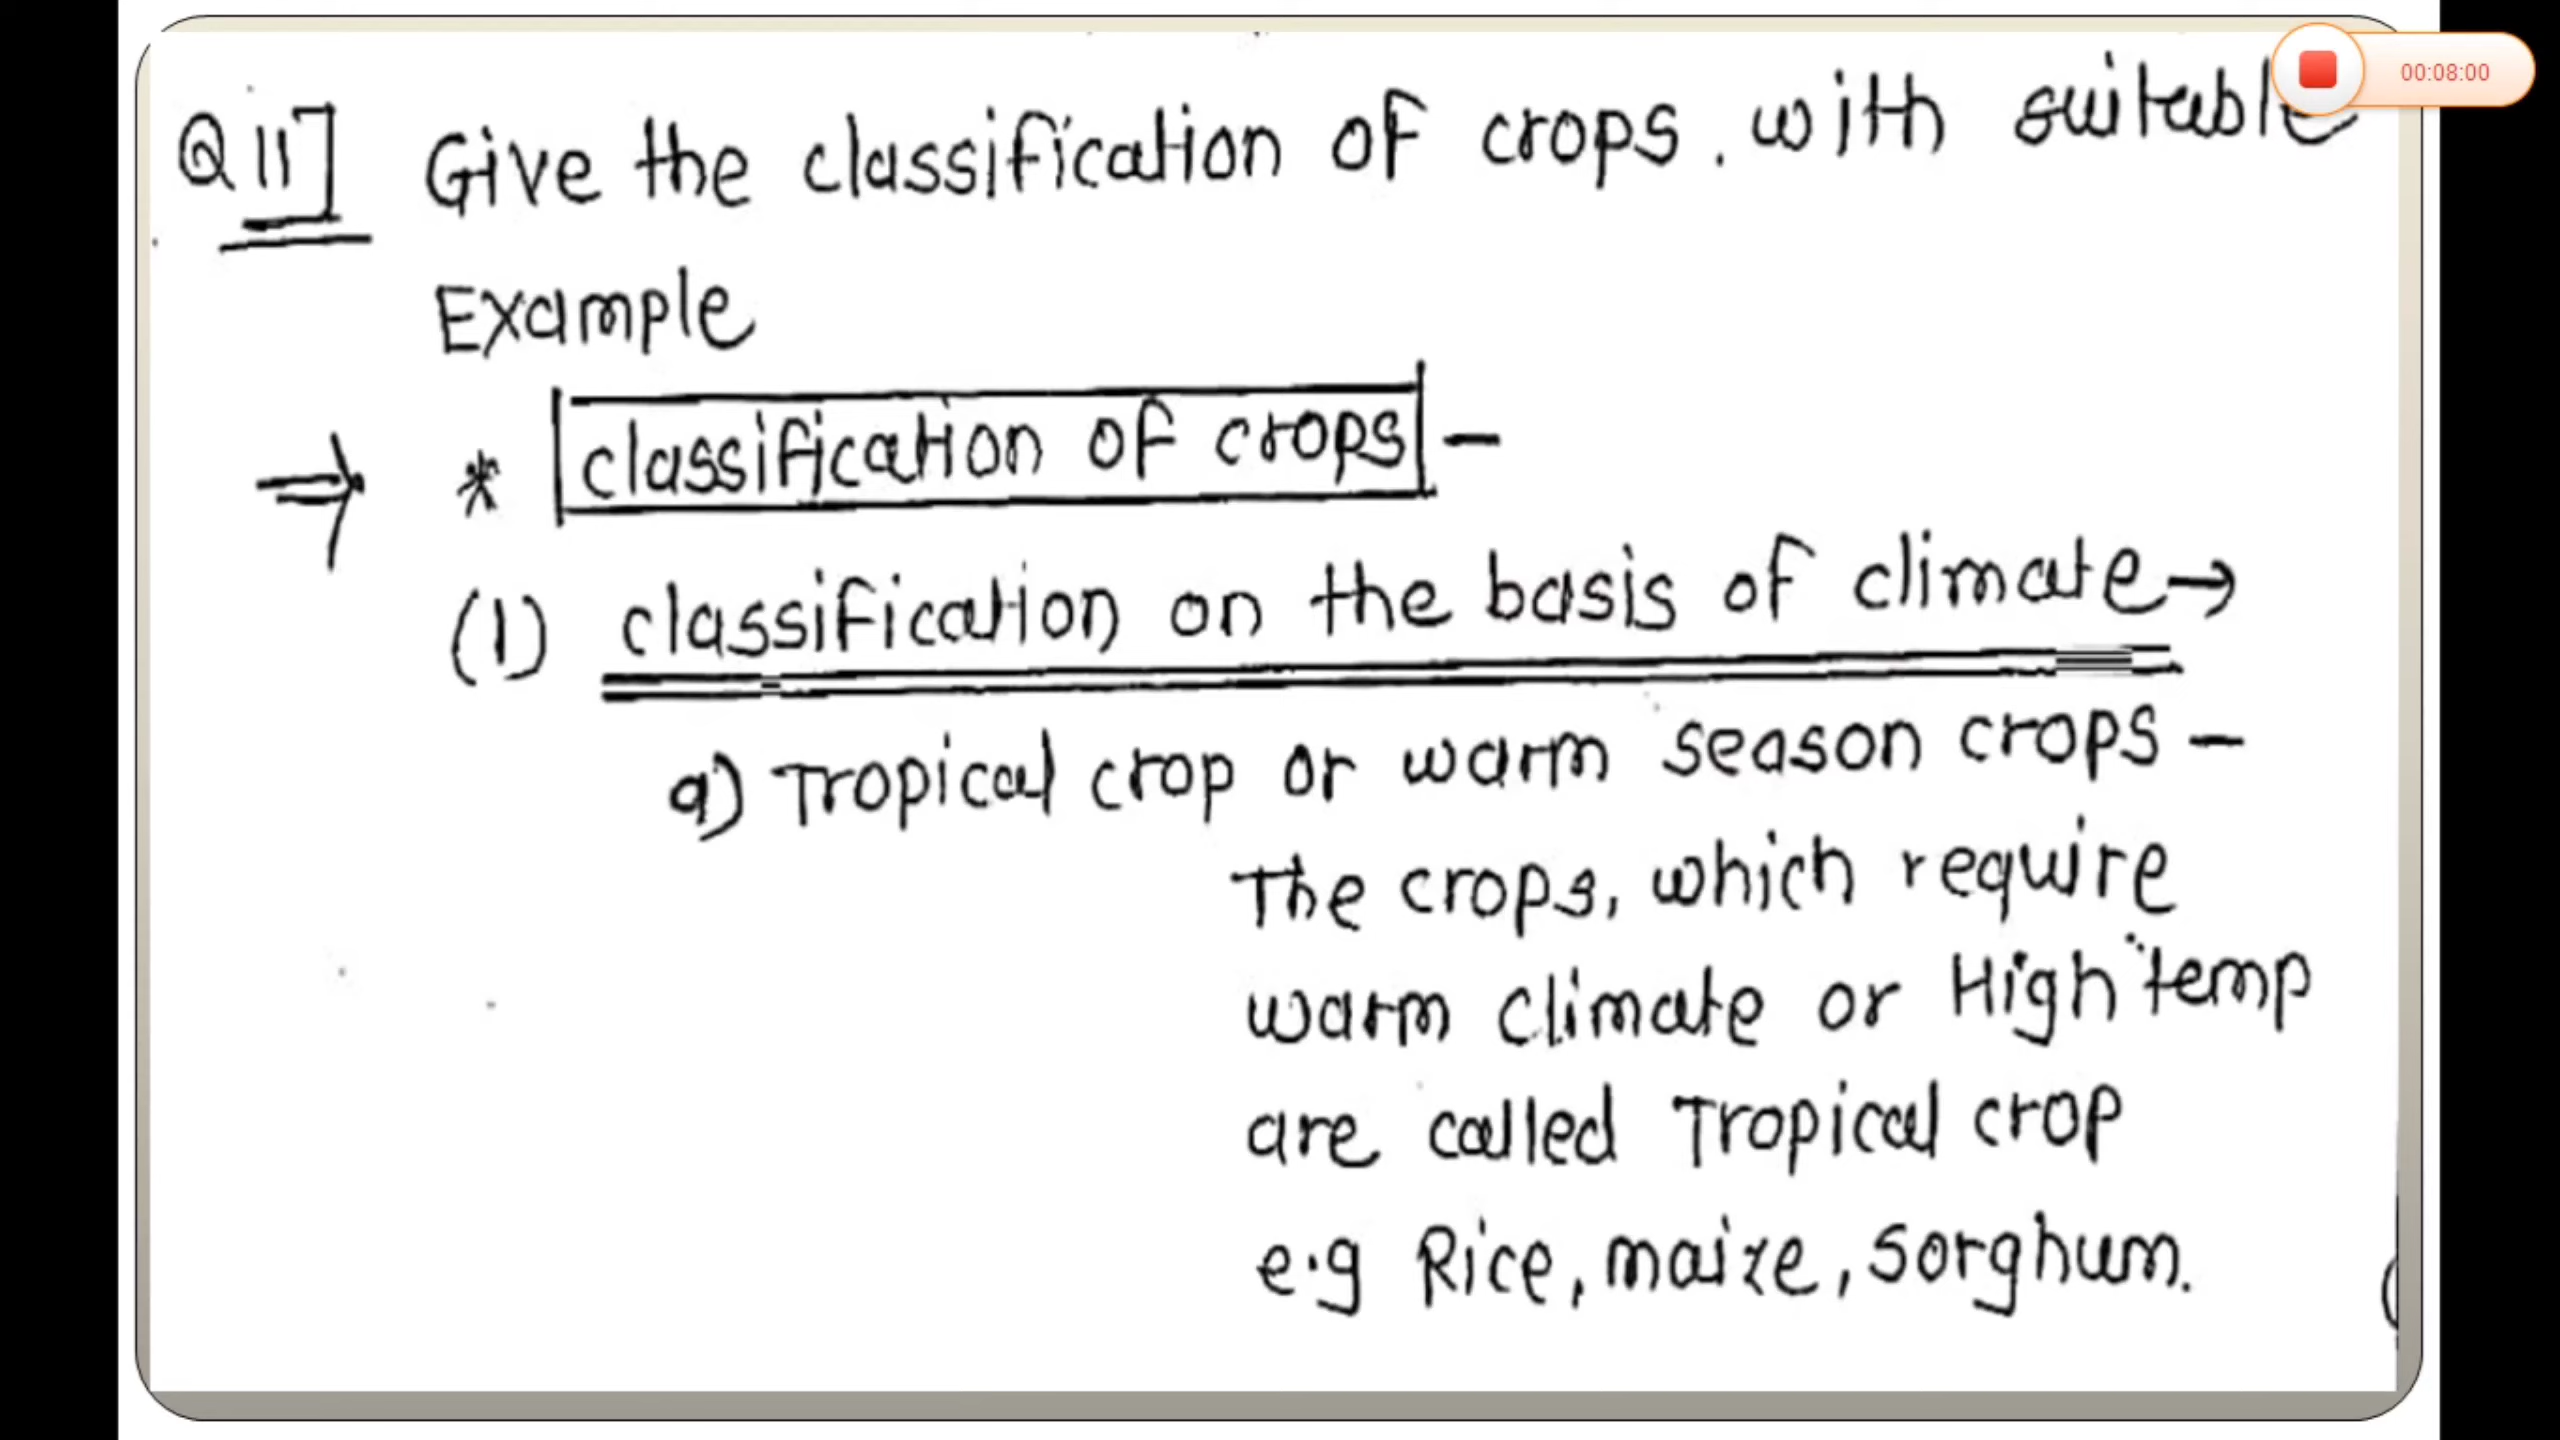 00:08:00
Q 11] Give the classification of crops. with suitable
Example
⇒ * classification of crops -
(1) classification on the basis of climate →
a) Tropical crop or warm season crops -
The crops, which require
warm climate or High temp
are called Tropical crop
e.g Rice, maize, sorghum.